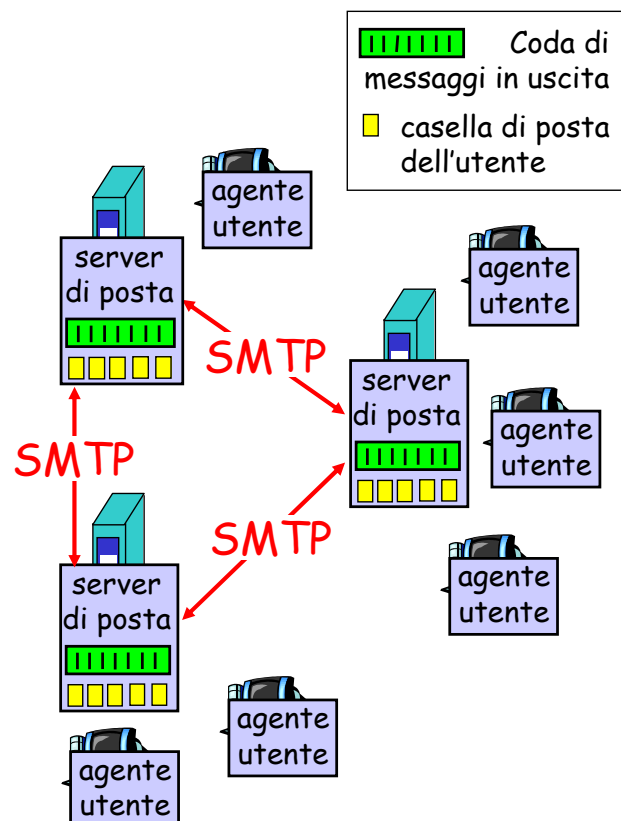 Coda di
messaggi in uscita
casella di posta
dell'utente
agente
utente
server
di posta
agente
utente
SMTP
server
di posta
agente
utente
SMTP
SMTP
server
di posta
agente
utente
agente
utente
agente
utente